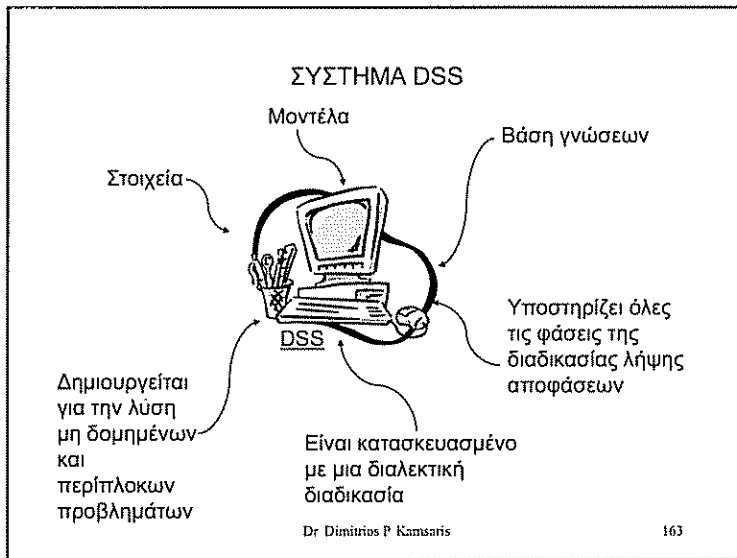 ΣΥΣΤΗΜΑ DSS
Μοντέλα
Βάση γνώσεων
Στοιχεία
Υποστηρίζει όλες
τις φάσεις της
διαδικασίας λήψης
αποφάσεων
DSS
Δημιουργείται
για την λύση
μη δομημένων
και
περίπλοκων
προβλημάτων
Είναι κατασκευασμένο
με μια διαλεκτική
διαδικασία
Dr Dimitrios P Kamsaris
163